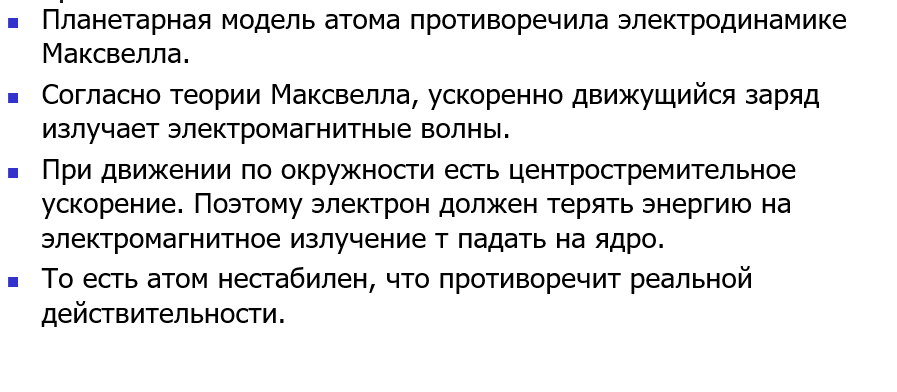 Планетарная модель атома противоречила электродинамике
Максвелла.
Согласно теории Максвелла, ускоренно движущийся заряд
излучает электромагнитные волны.
При движении по окружности есть центростремительное
ускорение. Поэтому электрон должен терять энергию на
электромагнитное излучение т падать на ядро.
То есть атом нестабилен, что противоречит реальной
действительности.